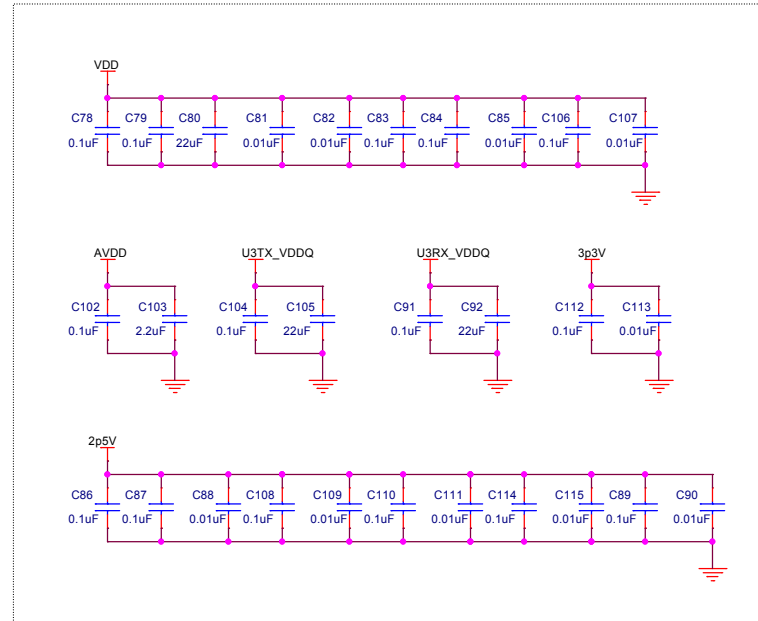 VDD
C78 C79 C80 C81 C82 C83 C84 C85 C106 C107
0.1uF 0.1uF 22uF 0.01uF 0.01uF 0.1uF 0.1uF 0.01uF 0.1uF 0.01uF
AVDD U3TX_VDDQ U3RX_VDDQ 3p3V
C102 C103 C104 C105 C91 C92 C112 C113
0.1uF 2.2uF 0.1uF 22uF 0.1uF 22uF 0.1uF 0.01uF
2p5V
C86 C87 C88 C108 C109 C110 C111 C114 C115 C89 C90
0.1uF 0.1uF 0.01uF 0.1uF 0.01uF 0.1uF 0.01uF 0.1uF 0.01uF 0.1uF 0.01uF